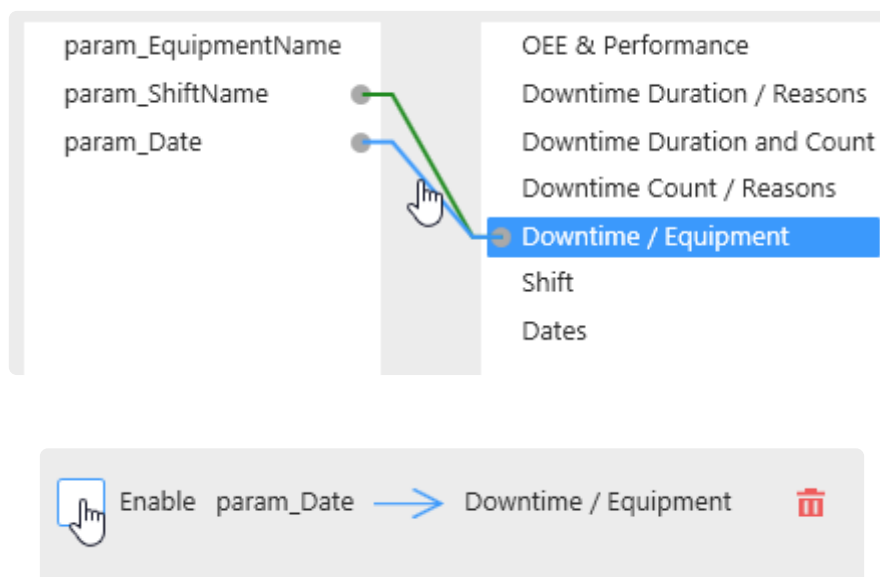 param_EquipmentName
param_ShiftName
param_Date
OEE & Performance
Downtime Duration / Reasons
Downtime Duration and Count
Downtime Count / Reasons
Downtime / Equipment
Shift
Dates
Enable param_Date Downtime / Equipment